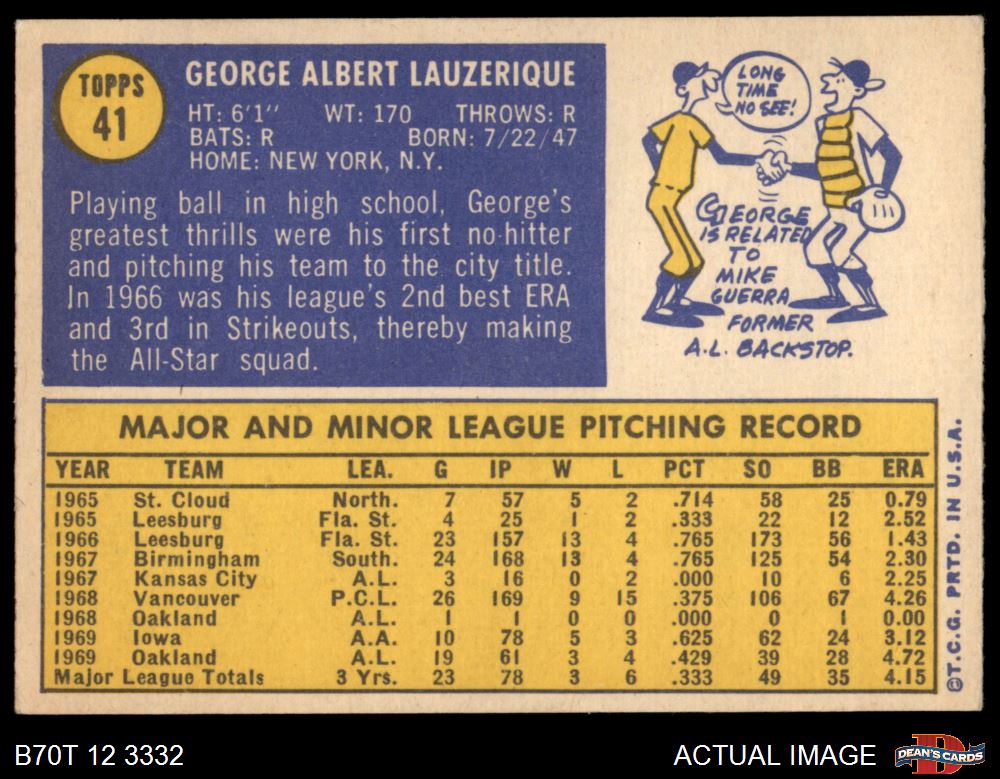 TOPPS
41
GEORGE ALBERT LAUZERIQUE
HT: 6'1" WT: 170 THROWS: R
BATS: R BORN: 7/22/47
HOME: NEW YORK, N.Y.
Playing ball in high school, George's
greatest thrills were his first no-hitter
and pitching his team to the city title.
In 1966 was his league's 2nd best ERA
and 3rd in Strikeouts, thereby making
the All-Star squad.
LONG
TIME
NO SEE!
GEORGE
IS RELATED
TO
MIKE
GUERRA
FORMER
A.L. BACKSTOP.
MAJOR AND MINOR LEAGUE PITCHING RECORD
YEAR TEAM LEA. G IP W L PCT SO BB ERA
1965 St. Cloud North. 7 57 5 2 .714 58 25 0.79
1965 Leesburg Fla. St. 4 25 1 2 .333 22 12 2.52
1966 Leesburg Fla. St. 23 157 13 4 .765 173 56 1.43
1967 Birmingham South. 24 168 13 4 .765 125 54 2.30
1967 Kansas City A.L. 3 16 0 2 .000 10 6 2.25
1968 Vancouver P.C.L. 26 169 9 15 .375 106 67 4.26
1968 Oakland A.L. 1 1 0 0 .000 0 1 0.00
1969 Iowa A.A. 10 78 5 3 .625 62 24 3.12
1969 Oakland A.L. 19 61 3 4 .429 39 28 4.72
Major League Totals 3 Yrs. 23 78 3 6 .333 49 35 4.15
©T.C.G. PRTD. IN U.S.A.
B70T 12 3332
ACTUAL IMAGE
D
DEAN'S CARDS